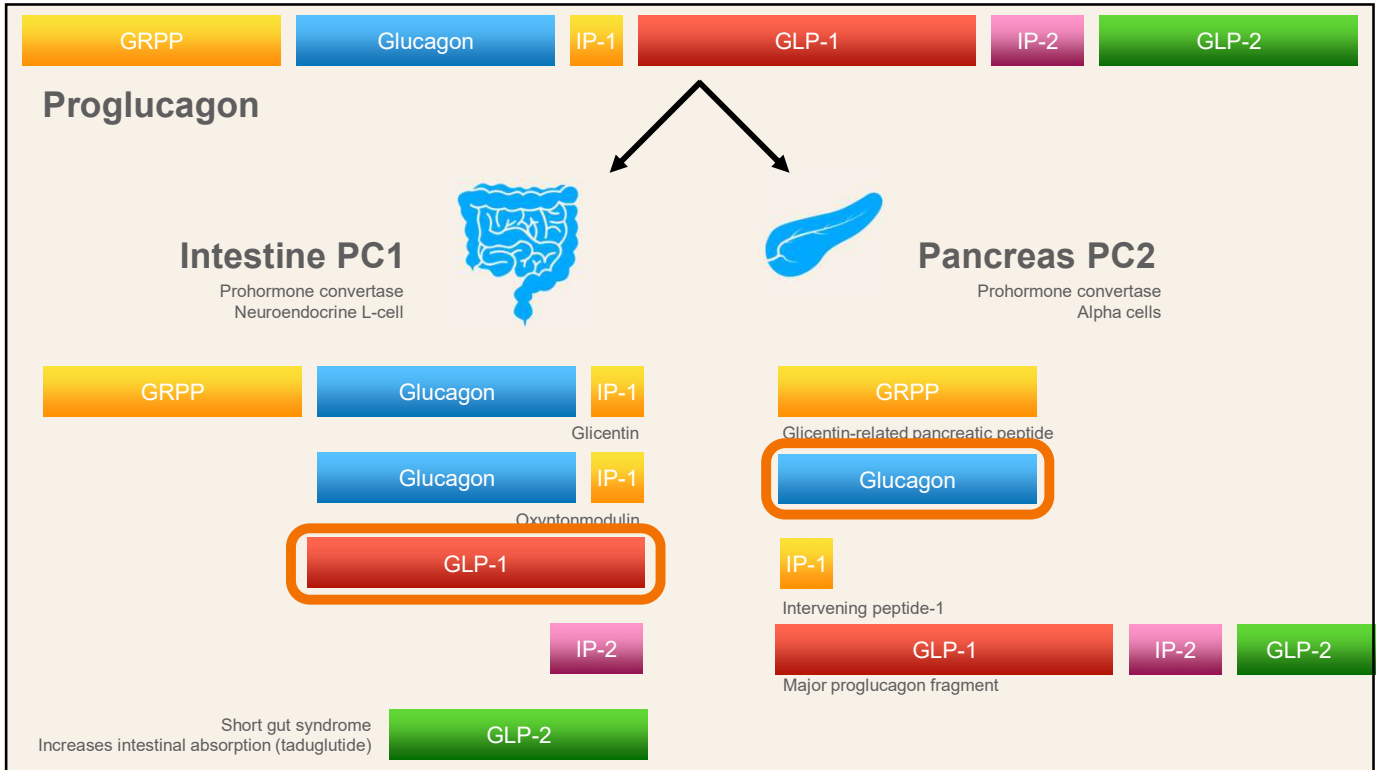 GRPP Glucagon IP-1 GLP-1 IP-2 GLP-2
Proglucagon
Intestine PC1
Prohormone convertase
Neuroendocrine L-cell
Pancreas PC2
Prohormone convertase
Alpha cells
GRPP Glucagon IP-1
Glicentin
Glucagon IP-1
Oxyntonmodulin
GLP-1
IP-2
Short gut syndrome
Increases intestinal absorption (taduglutide)
GLP-2
GRPP
Glicentin-related pancreatic peptide
Glucagon
IP-1
Intervening peptide-1
GLP-1 IP-2 GLP-2
Major proglucagon fragment